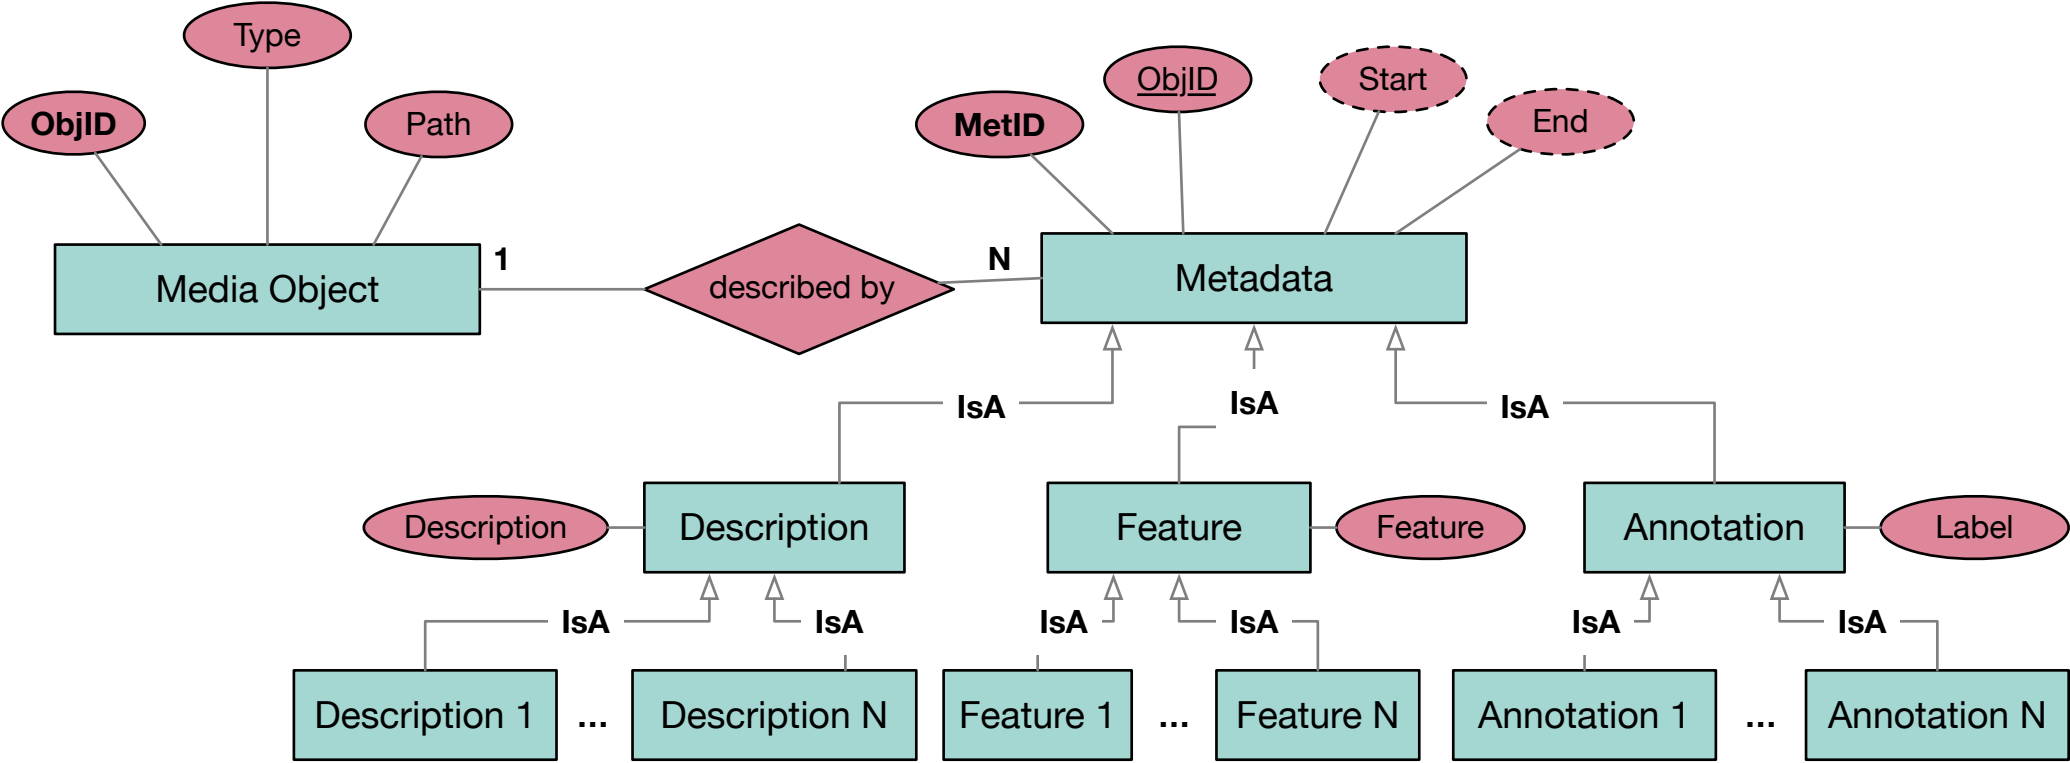 Type
ObjID
Start
ObjID
Path
MetID
End
Media Object
1
described by
N
Metadata
IsA
IsA
IsA
Description
Description
Feature
Feature
Annotation
Label
IsA
IsA
IsA
IsA
IsA
IsA
Description 1
...
Description N
Feature 1
...
Feature N
Annotation 1
...
Annotation N